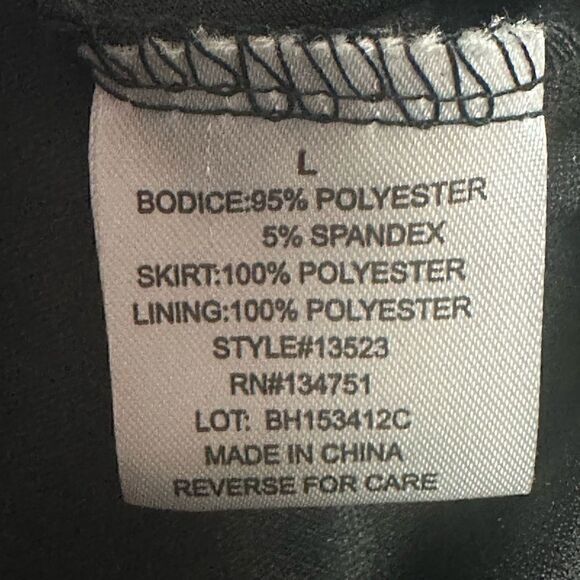 L
BODICE:95% POLYESTER
5% SPANDEX
SKIRT:100% POLYESTER
LINING:100% POLYESTER
STYLE#13523
RN#134751
LOT: BH153412C
MADE IN CHINA
REVERSE FOR CARE